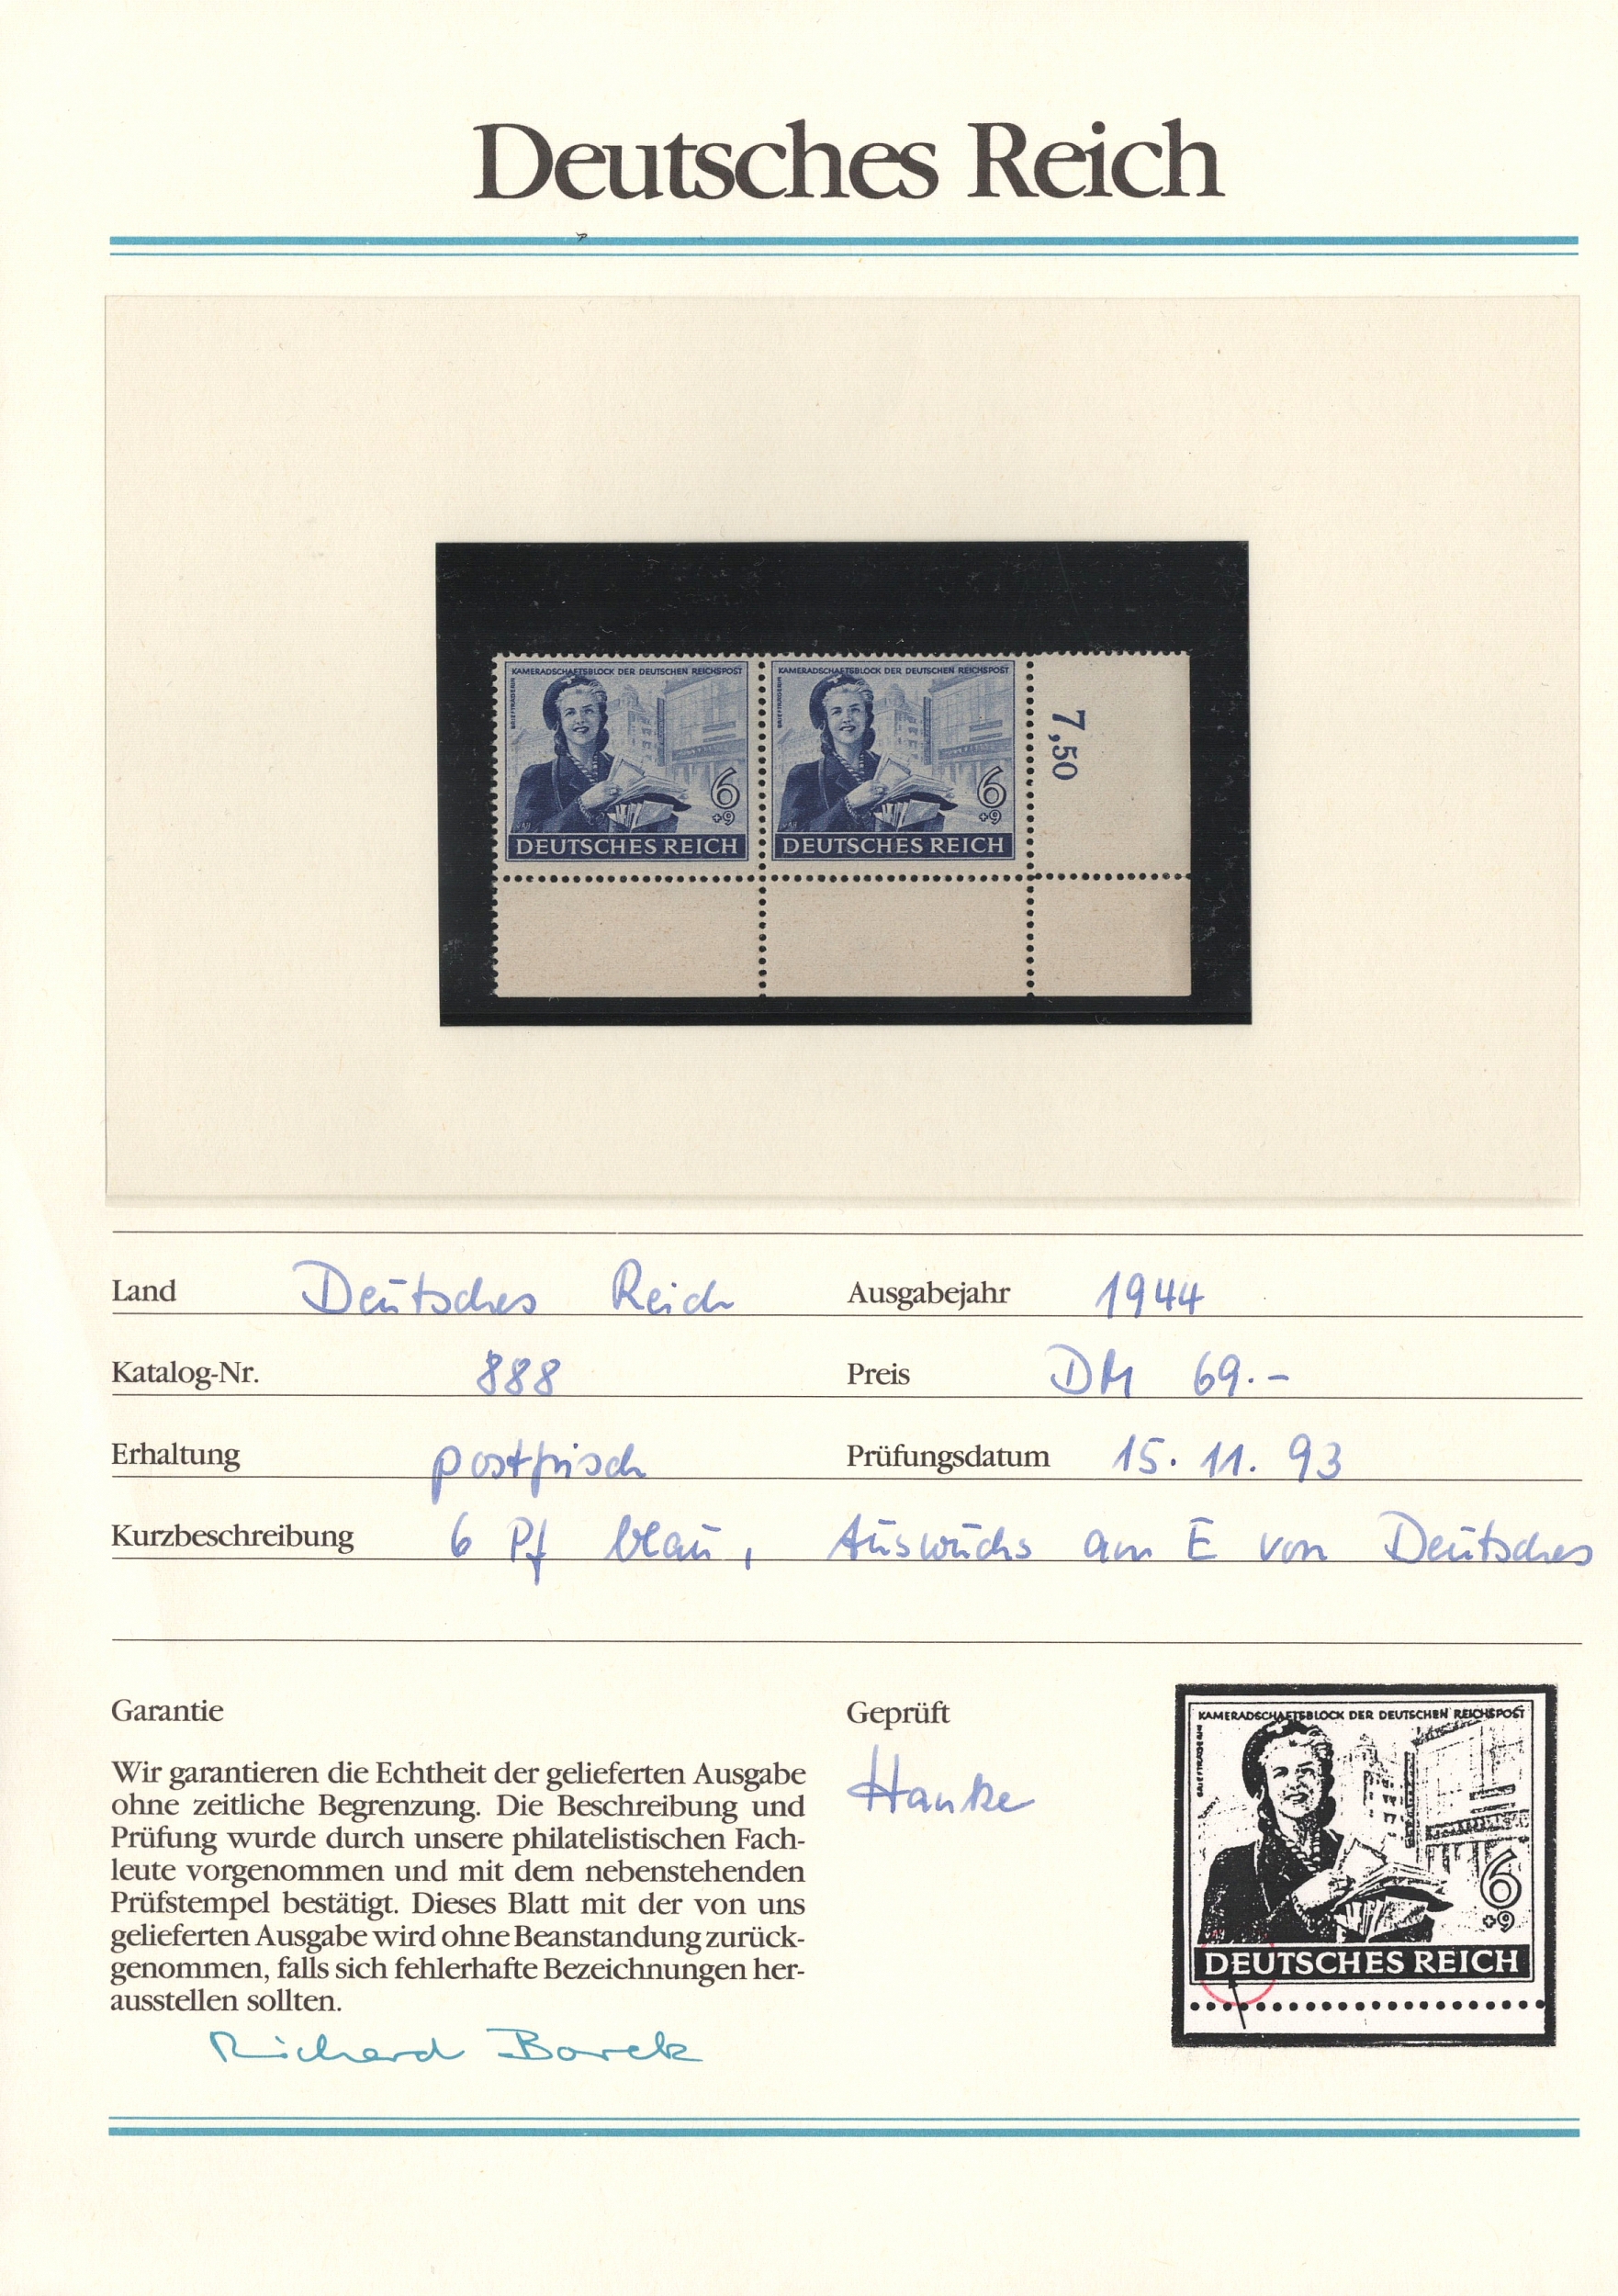 Deutsches Reich
KAMERADSCHAFTSBLOCK DER DEUTSCHEN REICHSPOST
BRIEFTRÄGERIN
6
+9
DEUTSCHES REICH
KAMERADSCHAFTSBLOCK DER DEUTSCHEN REICHSPOST
BRIEFTRÄGERIN
6
+9
DEUTSCHES REICH
7,50
Land Deutsches Reich Ausgabejahr 1944
Katalog-Nr. 888 Preis DM 69.-
Erhaltung postfrisch Prüfungsdatum 15. 11. 93
Kurzbeschreibung 6 Pf blau, Auswuchs am E von Deutsches
Garantie
Wir garantieren die Echtheit der gelieferten Ausgabe
ohne zeitliche Begrenzung. Die Beschreibung und
Prüfung wurde durch unsere philatelistischen Fach-
leute vorgenommen und mit dem nebenstehenden
Prüfstempel bestätigt. Dieses Blatt mit der von uns
gelieferten Ausgabe wird ohne Beanstandung zurück-
genommen, falls sich fehlerhafte Bezeichnungen her-
ausstellen sollten.
Richard Borek
Geprüft
Hanke
KAMERADSCHAFTSBLOCK DER DEUTSCHEN REICHSPOST
BRIEFTRÄGERIN
6
+9
DEUTSCHES REICH